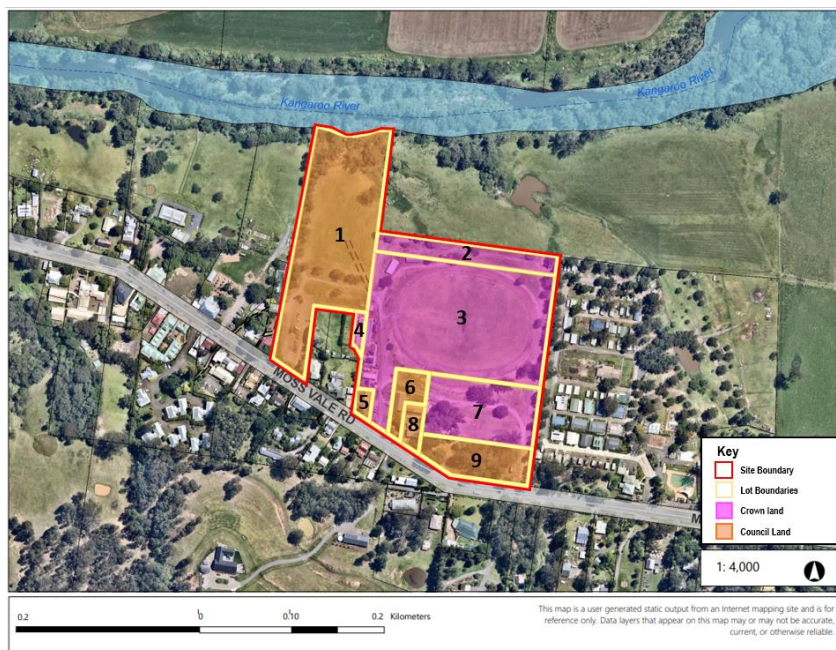 Kangaroo River
Kangaroo River
1
2
3
4
5
6
7
8
9
MOSS VALE RD
M
Key
Site Boundary
Lot Boundaries
Crown land
Council Land
1: 4,000
0.2 0 0.10 0.2 Kilometers
This map is a user generated static output from an Internet mapping site and is for
reference only. Data layers that appear on this map may or may not be accurate,
current, or otherwise reliable.